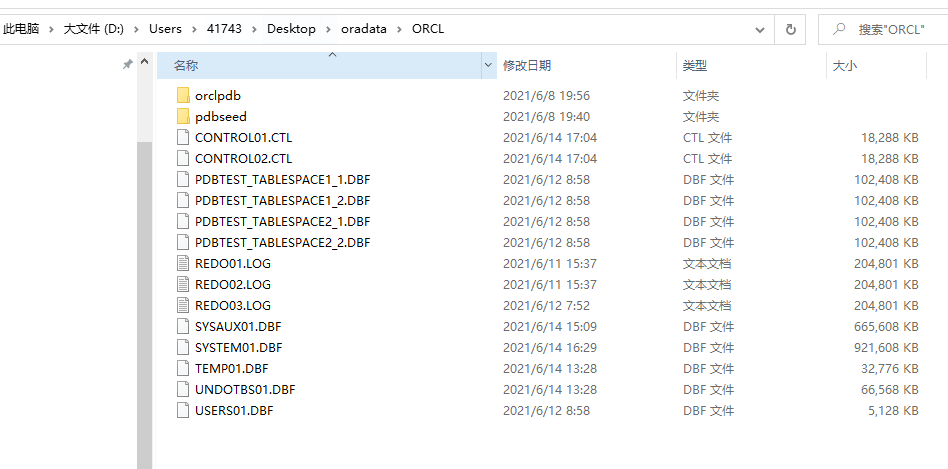 此电脑 > 大文件 (D:) > Users > 41743 > Desktop > oradata > ORCL 搜索"ORCL"
名称 修改日期 类型 大小
orclpdb 2021/6/8 19:56 文件夹
pdbseed 2021/6/8 19:40 文件夹
CONTROL01.CTL 2021/6/14 17:04 CTL 文件 18,288 KB
CONTROL02.CTL 2021/6/14 17:04 CTL 文件 18,288 KB
PDBTEST_TABLESPACE1_1.DBF 2021/6/12 8:58 DBF 文件 102,408 KB
PDBTEST_TABLESPACE1_2.DBF 2021/6/12 8:58 DBF 文件 102,408 KB
PDBTEST_TABLESPACE2_1.DBF 2021/6/12 8:58 DBF 文件 102,408 KB
PDBTEST_TABLESPACE2_2.DBF 2021/6/12 8:58 DBF 文件 102,408 KB
REDO01.LOG 2021/6/11 15:37 文本文档 204,801 KB
REDO02.LOG 2021/6/11 15:37 文本文档 204,801 KB
REDO03.LOG 2021/6/12 7:52 文本文档 204,801 KB
SYSAUX01.DBF 2021/6/14 15:09 DBF 文件 665,608 KB
SYSTEM01.DBF 2021/6/14 16:29 DBF 文件 921,608 KB
TEMP01.DBF 2021/6/14 13:28 DBF 文件 32,776 KB
UNDOTBS01.DBF 2021/6/14 13:28 DBF 文件 66,568 KB
USERS01.DBF 2021/6/12 8:58 DBF 文件 5,128 KB